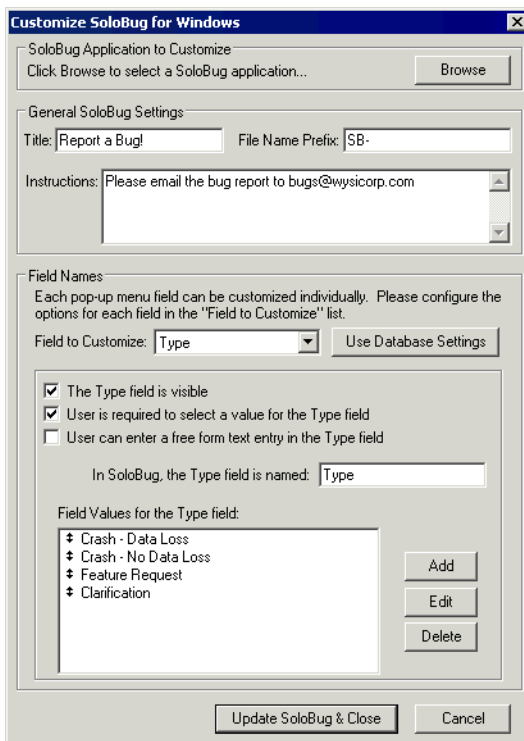 Customize SoloBug for Windows
SoloBug Application to Customize
Click Browse to select a SoloBug application...
Browse
General SoloBug Settings
Title: Report a Bug!
File Name Prefix: SB-
Instructions: Please email the bug report to bugs@wysicorp.com
Field Names
Each pop-up menu field can be customized individually. Please configure the
options for each field in the "Field to Customize" list.
Field to Customize: Type
Use Database Settings
The Type field is visible
User is required to select a value for the Type field
User can enter a free form text entry in the Type field
In SoloBug, the Type field is named: Type
Field Values for the Type field:
Crash - Data Loss
Crash - No Data Loss
Feature Request
Clarification
Add
Edit
Delete
Update SoloBug & Close
Cancel